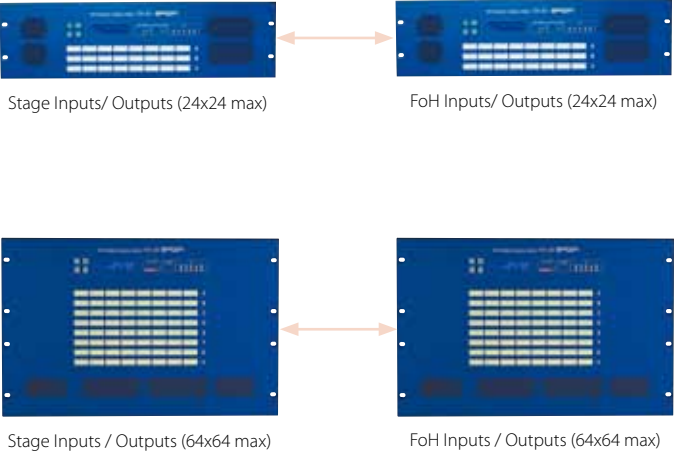 Stage Inputs/ Outputs (24x24 max)
FoH Inputs/ Outputs (24x24 max)
Stage Inputs / Outputs (64x64 max)
FoH Inputs / Outputs (64x64 max)